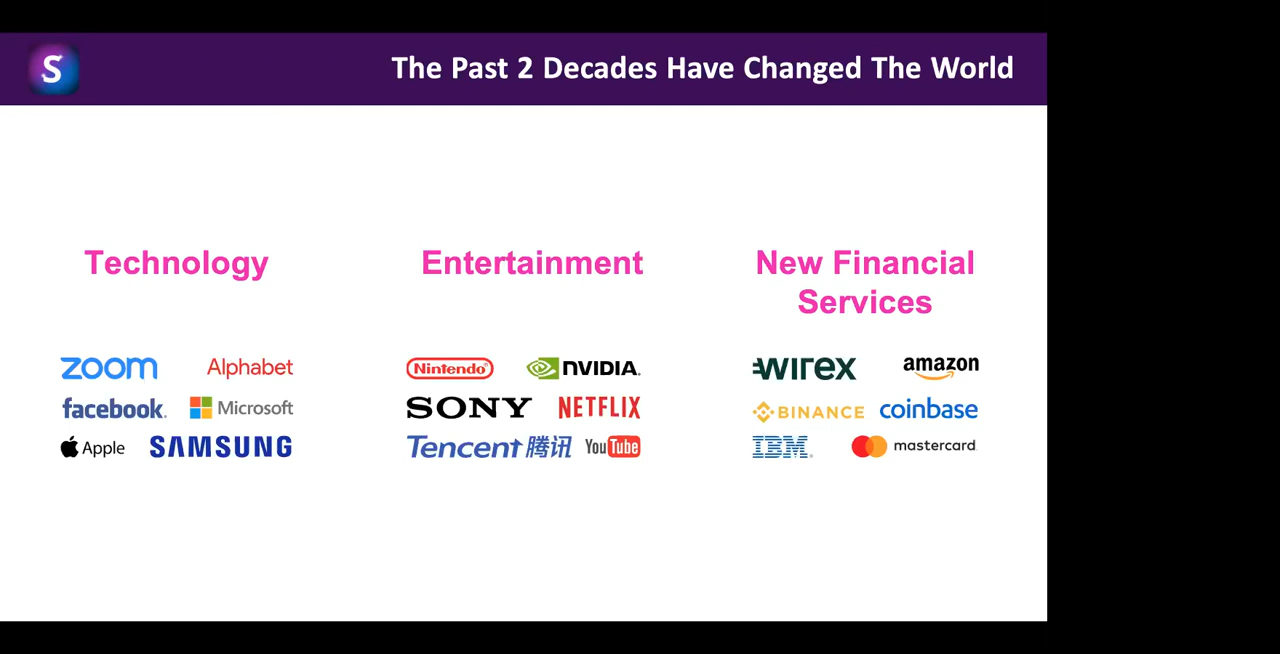 S
The Past 2 Decades Have Changed The World
Technology
zoom
Alphabet
facebook.
Microsoft
Apple
SAMSUNG
Entertainment
Nintendo®
NVIDIA.
SONY
NETFLIX
Tencent 腾讯
YouTube
New Financial
Services
WIREX
amazon
BINANCE
coinbase
IBM®
mastercard